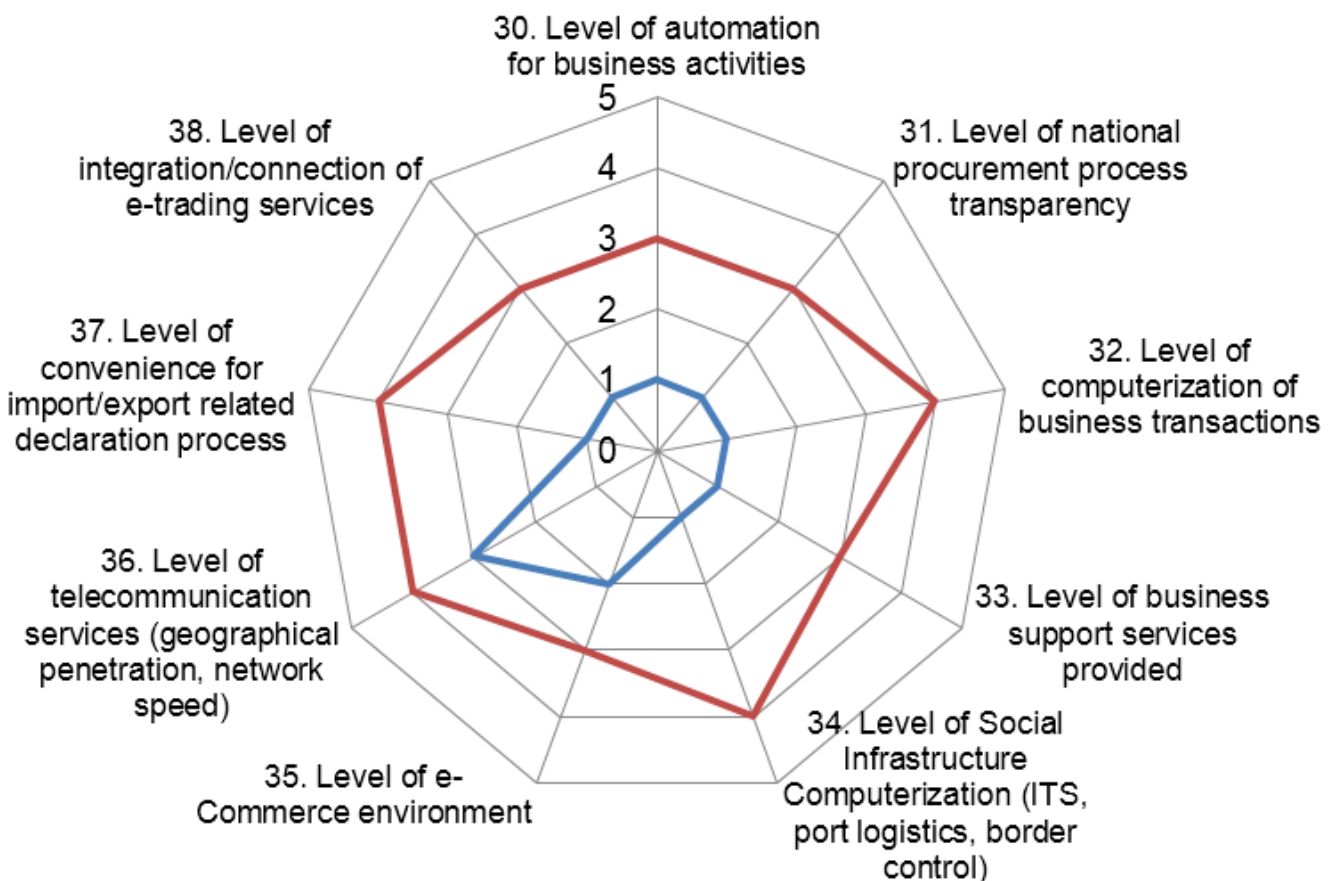 30. Level of automation
for business activities
31. Level of national
procurement process
transparency
32. Level of
computerization of
business transactions
33. Level of business
support services
provided
34. Level of Social
Infrastructure
Computerization (ITS,
port logistics, border
control)
35. Level of e-
Commerce environment
36. Level of
telecommunication
services (geographical
penetration, network
speed)
37. Level of
convenience for
import/export related
declaration process
38. Level of
integration/connection of
e-trading services
5
4
3
2
1
0